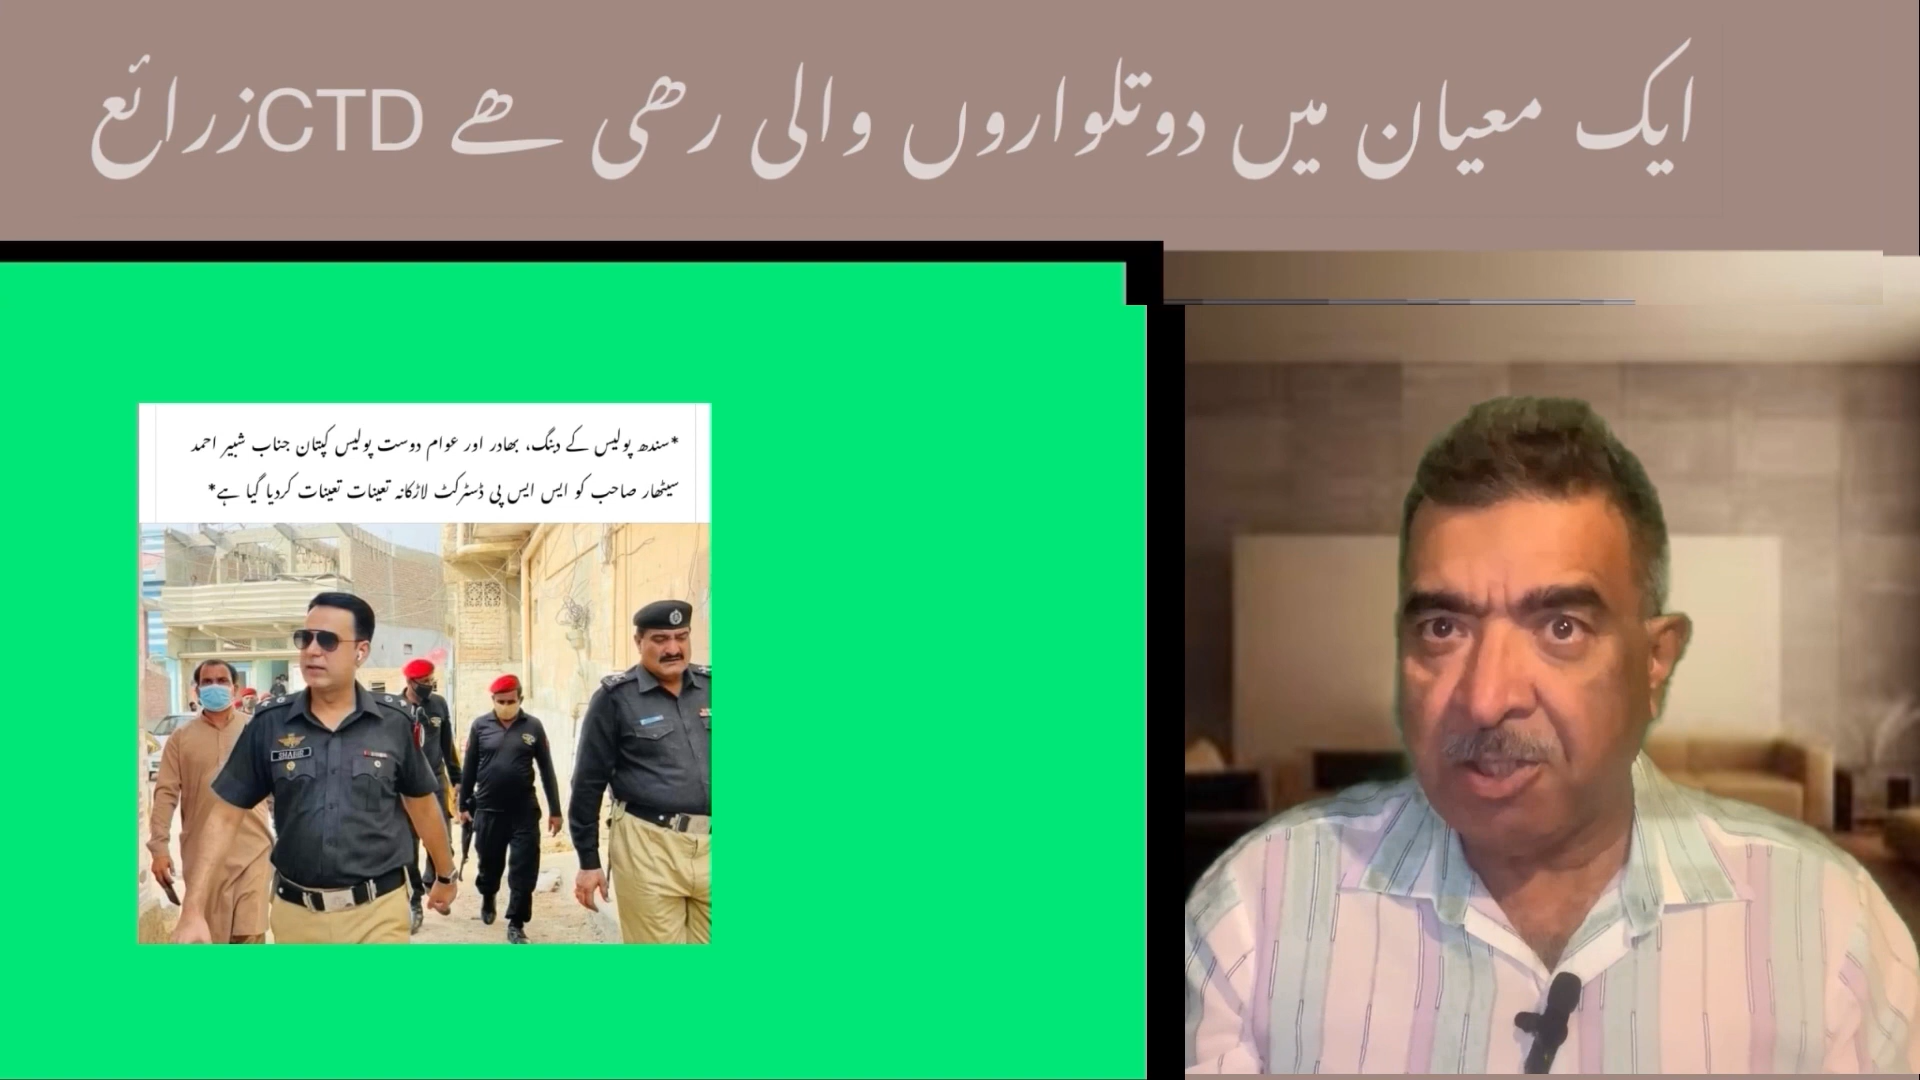 ایک معیان میں دوتلواروں والی رھی ھے CTDزرائع
*سندھ پولیس کے دبنگ، بھادر اور عوام دوست پولیس کپتان جناب شبیر احمد
سیٹھار صاحب کو ایس ایس پی ڈسٹرکٹ لاڑکانہ تعینات تعینات کردیا گیا ہے*
SHABIR